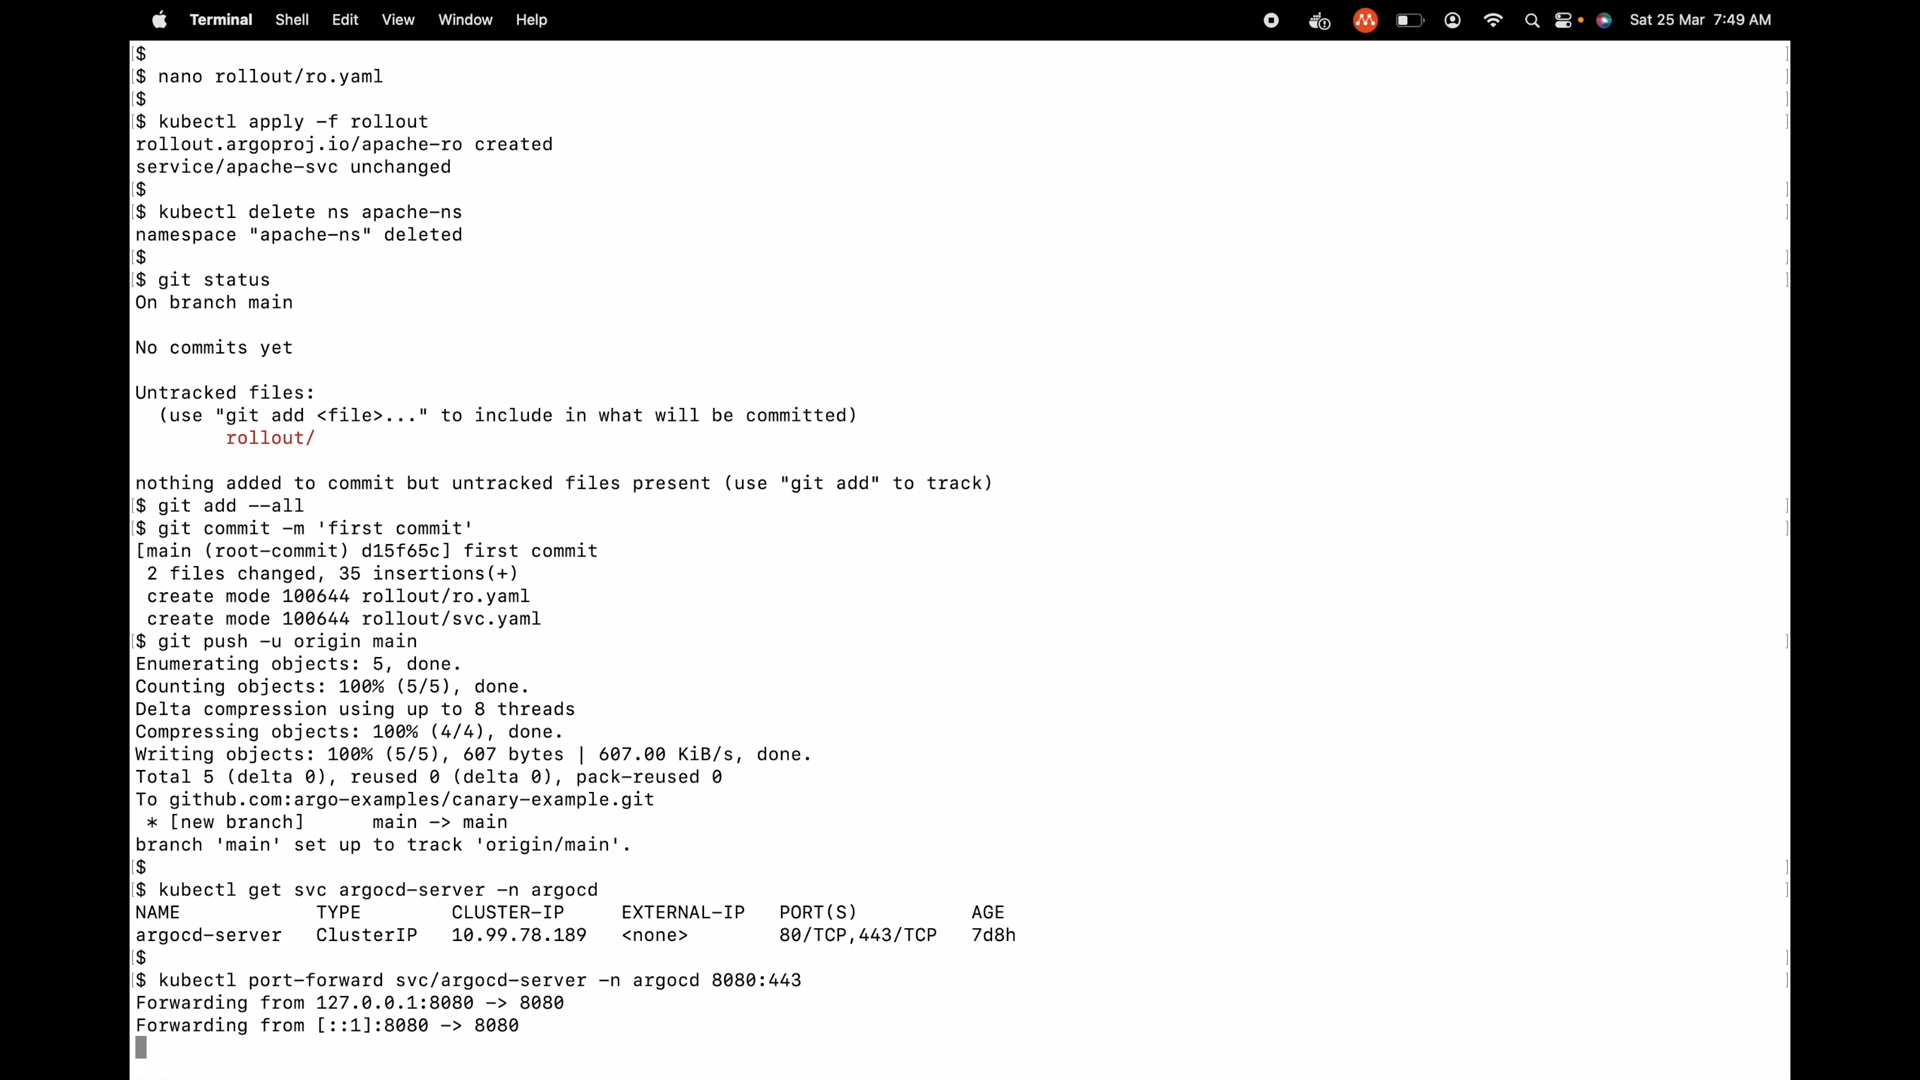 Terminal Shell Edit View Window Help Sat 25 Mar 7:49 AM
$
$ nano rollout/ro.yaml
$
$ kubectl apply -f rollout
rollout.argoproj.io/apache-ro created
service/apache-svc unchanged
$
$ kubectl delete ns apache-ns
namespace "apache-ns" deleted
$
$ git status
On branch main
No commits yet
Untracked files:
  (use "git add <file>..." to include in what will be committed)
        rollout/
nothing added to commit but untracked files present (use "git add" to track)
$ git add --all
$ git commit -m 'first commit'
[main (root-commit) d15f65c] first commit
 2 files changed, 35 insertions(+)
 create mode 100644 rollout/ro.yaml
 create mode 100644 rollout/svc.yaml
$ git push -u origin main
Enumerating objects: 5, done.
Counting objects: 100% (5/5), done.
Delta compression using up to 8 threads
Compressing objects: 100% (4/4), done.
Writing objects: 100% (5/5), 607 bytes | 607.00 KiB/s, done.
Total 5 (delta 0), reused 0 (delta 0), pack-reused 0
To github.com:argo-examples/canary-example.git
 * [new branch]      main -> main
branch 'main' set up to track 'origin/main'.
$
$ kubectl get svc argocd-server -n argocd
NAME            TYPE        CLUSTER-IP     EXTERNAL-IP   PORT(S)          AGE
argocd-server   ClusterIP   10.99.78.189   <none>        80/TCP,443/TCP   7d8h
$
$ kubectl port-forward svc/argocd-server -n argocd 8080:443
Forwarding from 127.0.0.1:8080 -> 8080
Forwarding from [::1]:8080 -> 8080